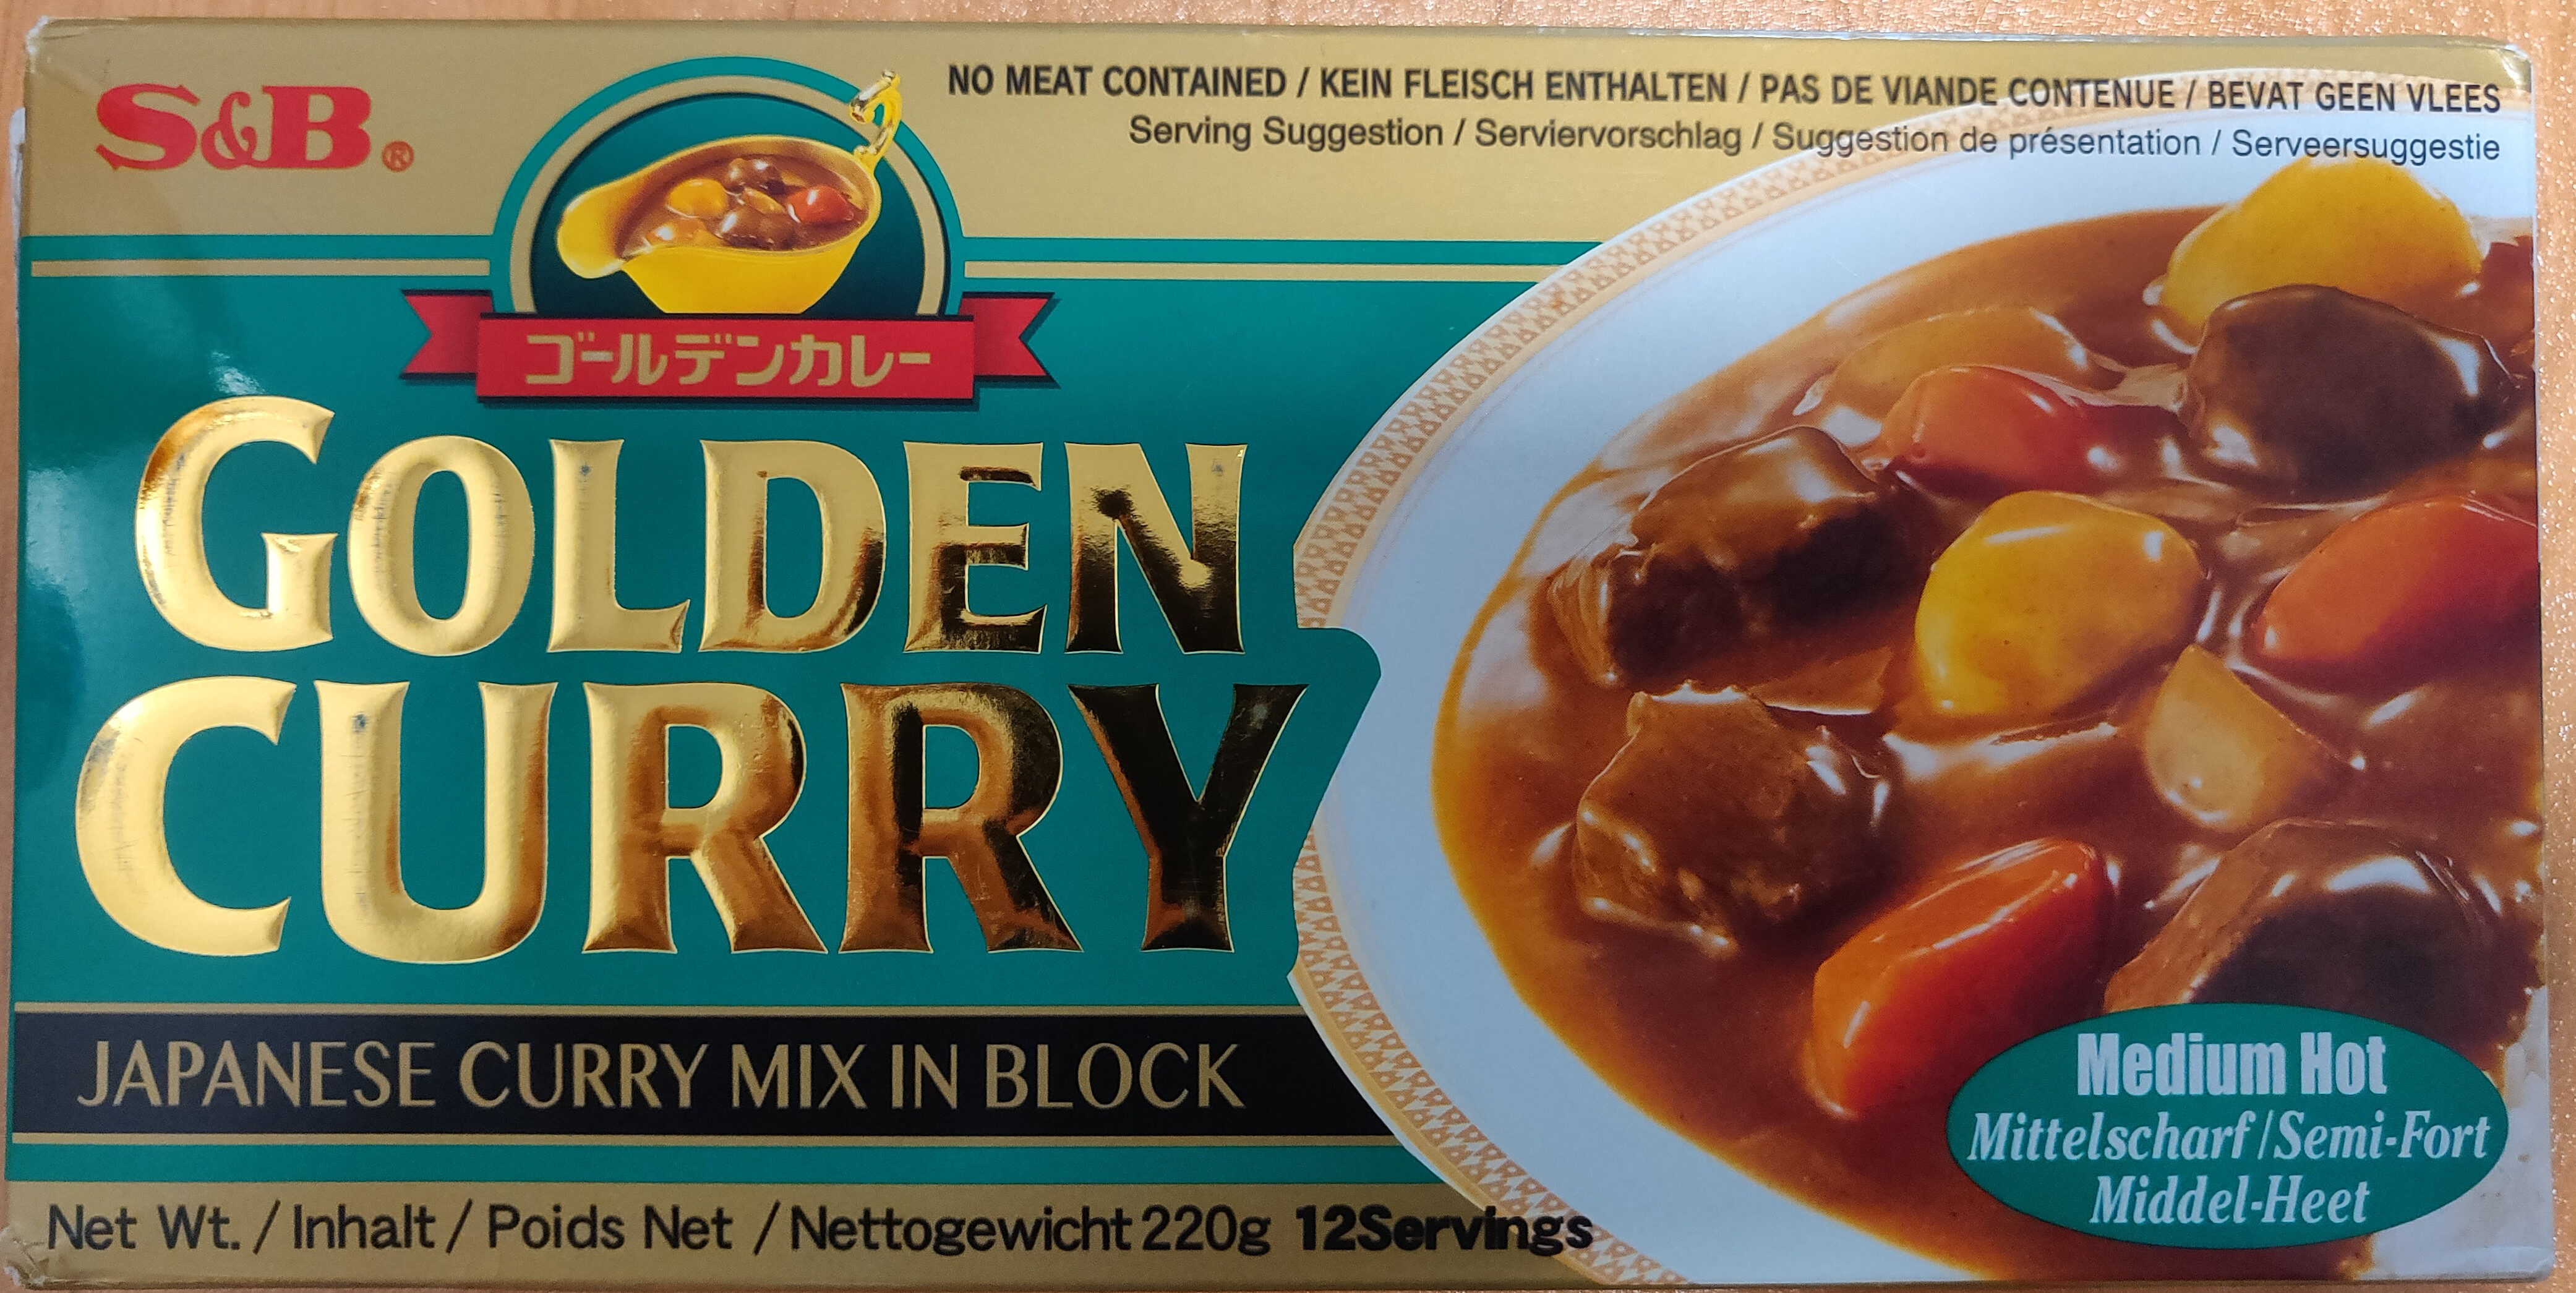 S&B®
NO MEAT CONTAINED / KEIN FLEISCH ENTHALTEN / PAS DE VIANDE CONTENUE / BEVAT GEEN VLEES
Serving Suggestion / Serviervorschlag / Suggestion de présentation / Serveersuggestie
ゴールデンカレー
GOLDEN
CURRY
JAPANESE CURRY MIX IN BLOCK
Medium Hot
Mittelscharf/Semi-Fort
Middel-Heet
Net Wt. / Inhalt / Poids Net / Nettogewicht 220g 12Servings